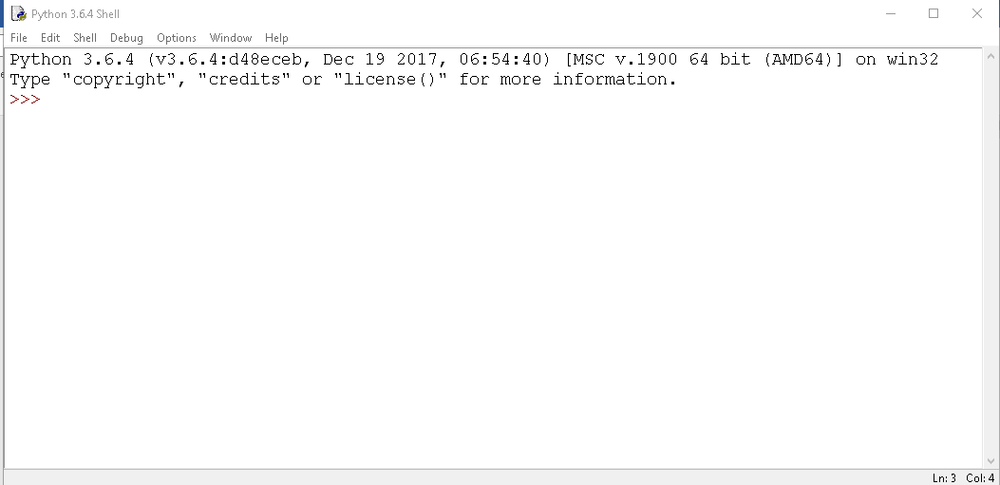 Python 3.6.4 Shell
File Edit Shell Debug Options Window Help
Python 3.6.4 (v3.6.4:d48eceb, Dec 19 2017, 06:54:40) [MSC v.1900 64 bit (AMD64)] on win32
Type "copyright", "credits" or "license()" for more information.
>>>
Ln: 3 Col: 4